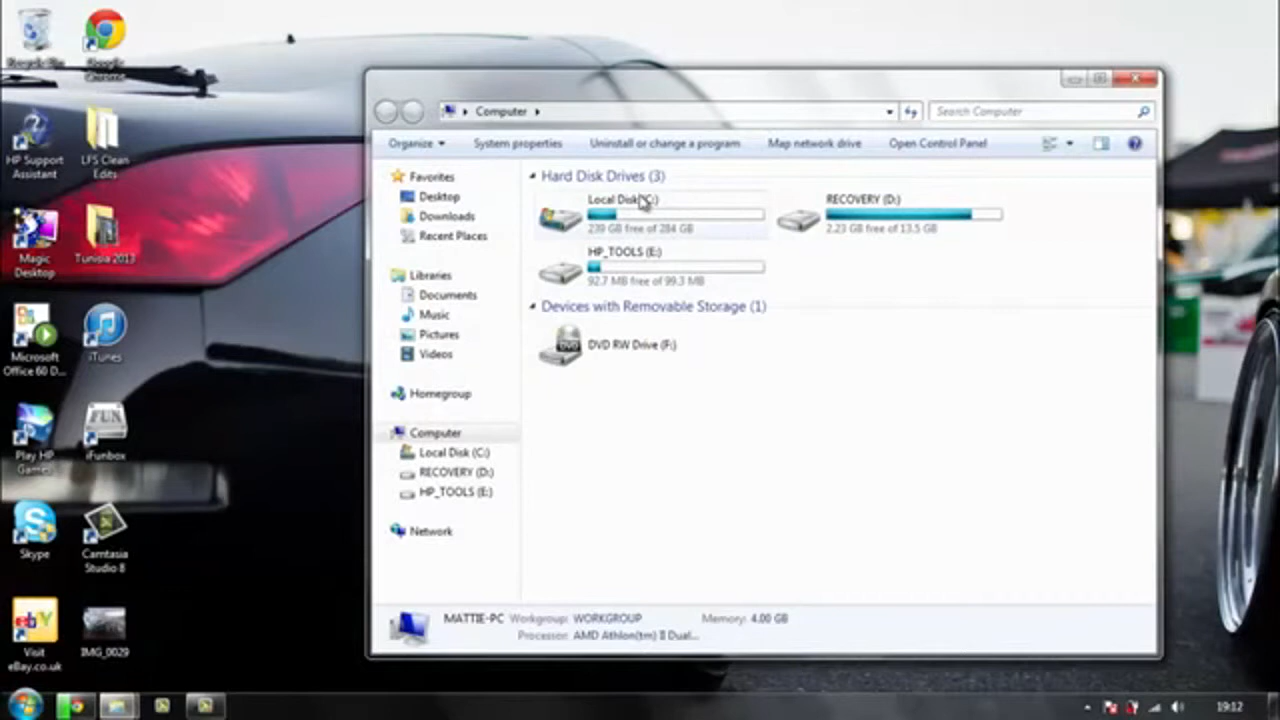 Recycle Bin
Google Chrome
HP Support Assistant
LFS Clean Edits
Magic Desktop
Tunisia 2013
Microsoft Office 60 D...
iTunes
Play HP Games
FUN
iFunbox
Skype
Camtasia Studio 8
ebY
Visit eBay.co.uk
IMG_0029
Computer
Search Computer
Organize
System properties
Uninstall or change a program
Map network drive
Open Control Panel
Favorites
Desktop
Downloads
Recent Places
Libraries
Documents
Music
Pictures
Videos
Homegroup
Computer
Local Disk (C:)
RECOVERY (D:)
HP_TOOLS (E:)
Network
Hard Disk Drives (3)
Local Disk (C:)
239 GB free of 284 GB
RECOVERY (D:)
2.23 GB free of 13.5 GB
HP_TOOLS (E:)
92.7 MB free of 99.3 MB
Devices with Removable Storage (1)
DVD
DVD RW Drive (F:)
MATTIE-PC Workgroup: WORKGROUP Memory: 4.00 GB
Processor: AMD Athlon(tm) II Dual...
19:12